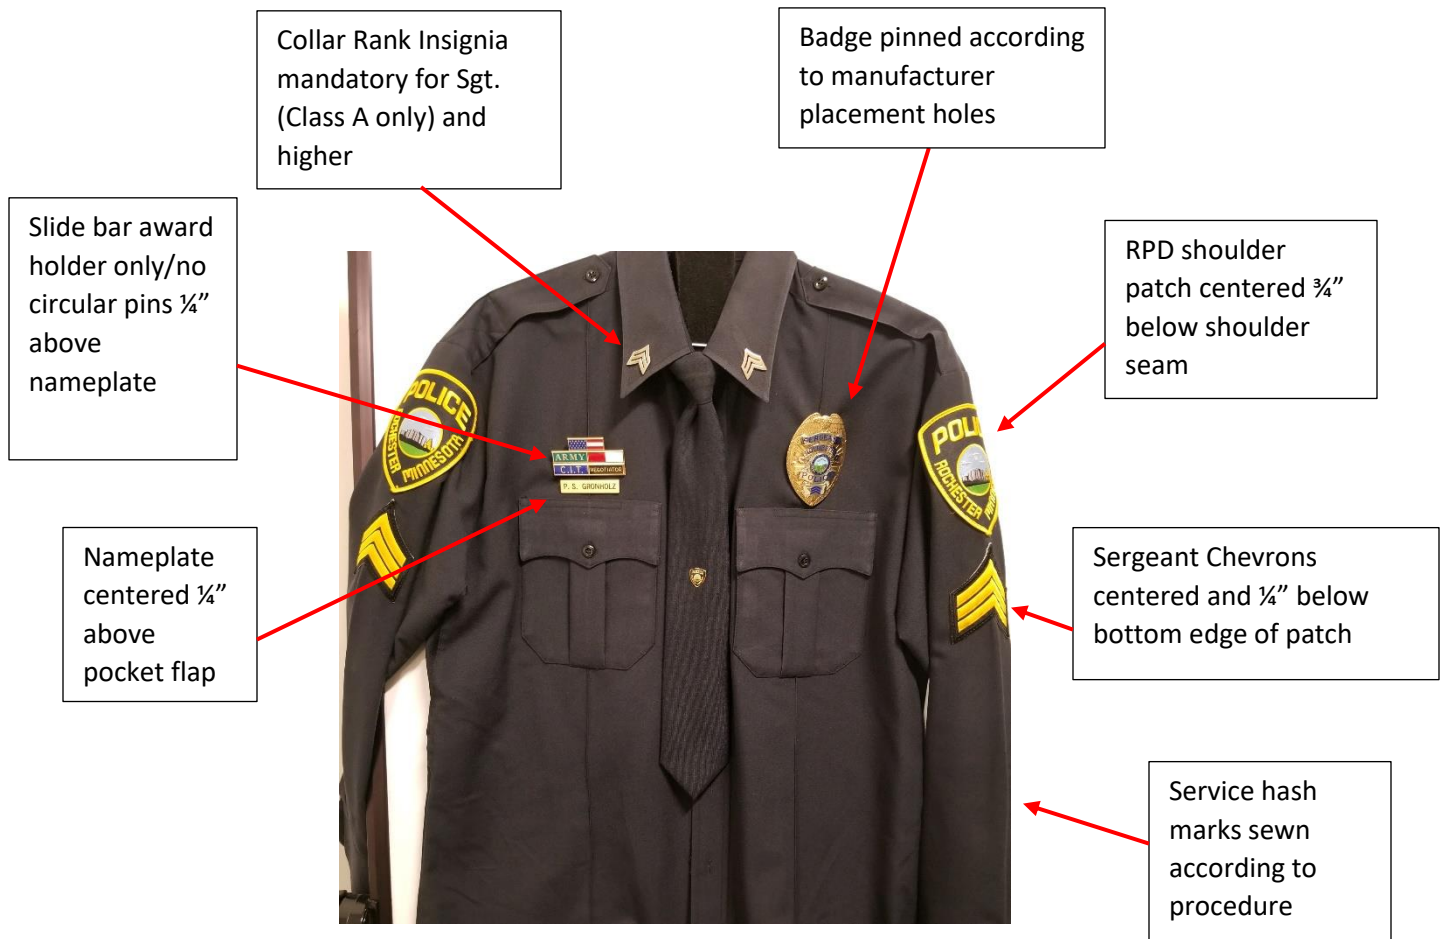 Collar Rank Insignia
mandatory for Sgt.
(Class A only) and
higher
Badge pinned according
to manufacturer
placement holes
Slide bar award
holder only/no
circular pins ¼”
above
nameplate
RPD shoulder
patch centered ¾”
below shoulder
seam
Nameplate
centered ¼”
above
pocket flap
Sergeant Chevrons
centered and ¼” below
bottom edge of patch
Service hash
marks sewn
according to
procedure
POLICE
ROCHESTER
MINNESOTA
ARMY
C.I.T. NEGOTIATOR
P. S. GRONHOLZ
POLICE
ROCHESTER